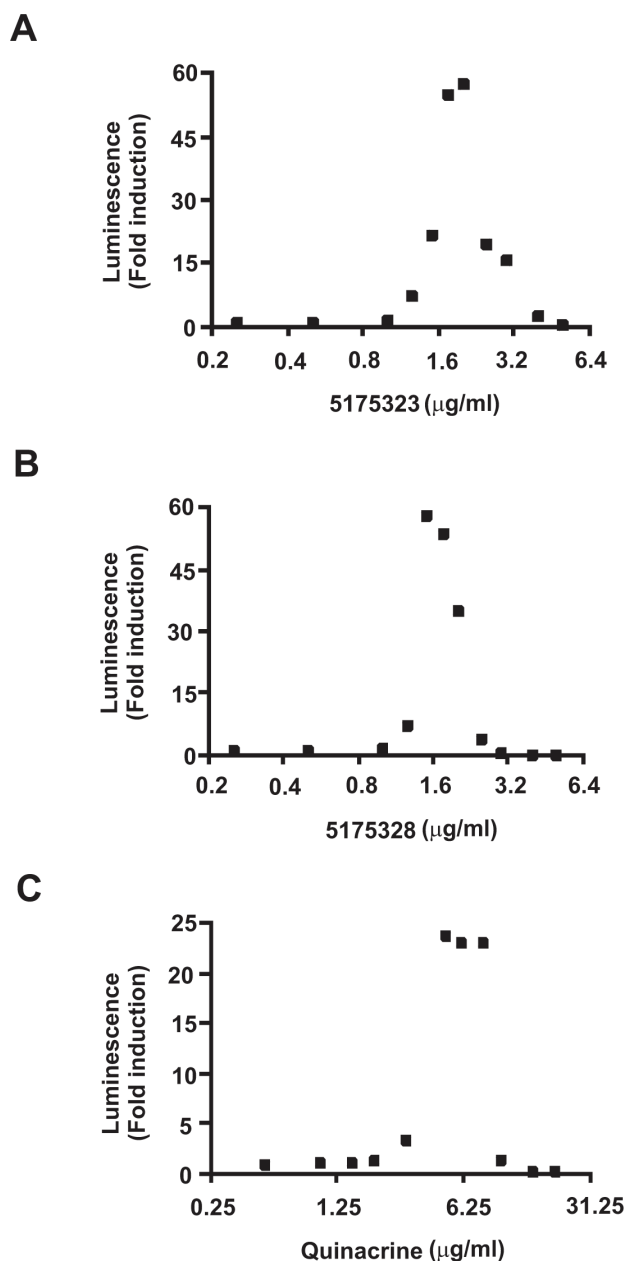 A
Luminescence
(Fold induction)
60
45
30
15
0
0.2 0.4 0.8 1.6 3.2 6.4
5175323 (μg/ml)
B
Luminescence
(Fold induction)
60
45
30
15
0
0.2 0.4 0.8 1.6 3.2 6.4
5175328 (μg/ml)
C
Luminescence
(Fold induction)
25
20
15
10
5
0
0.25 1.25 6.25 31.25
Quinacrine (μg/ml)